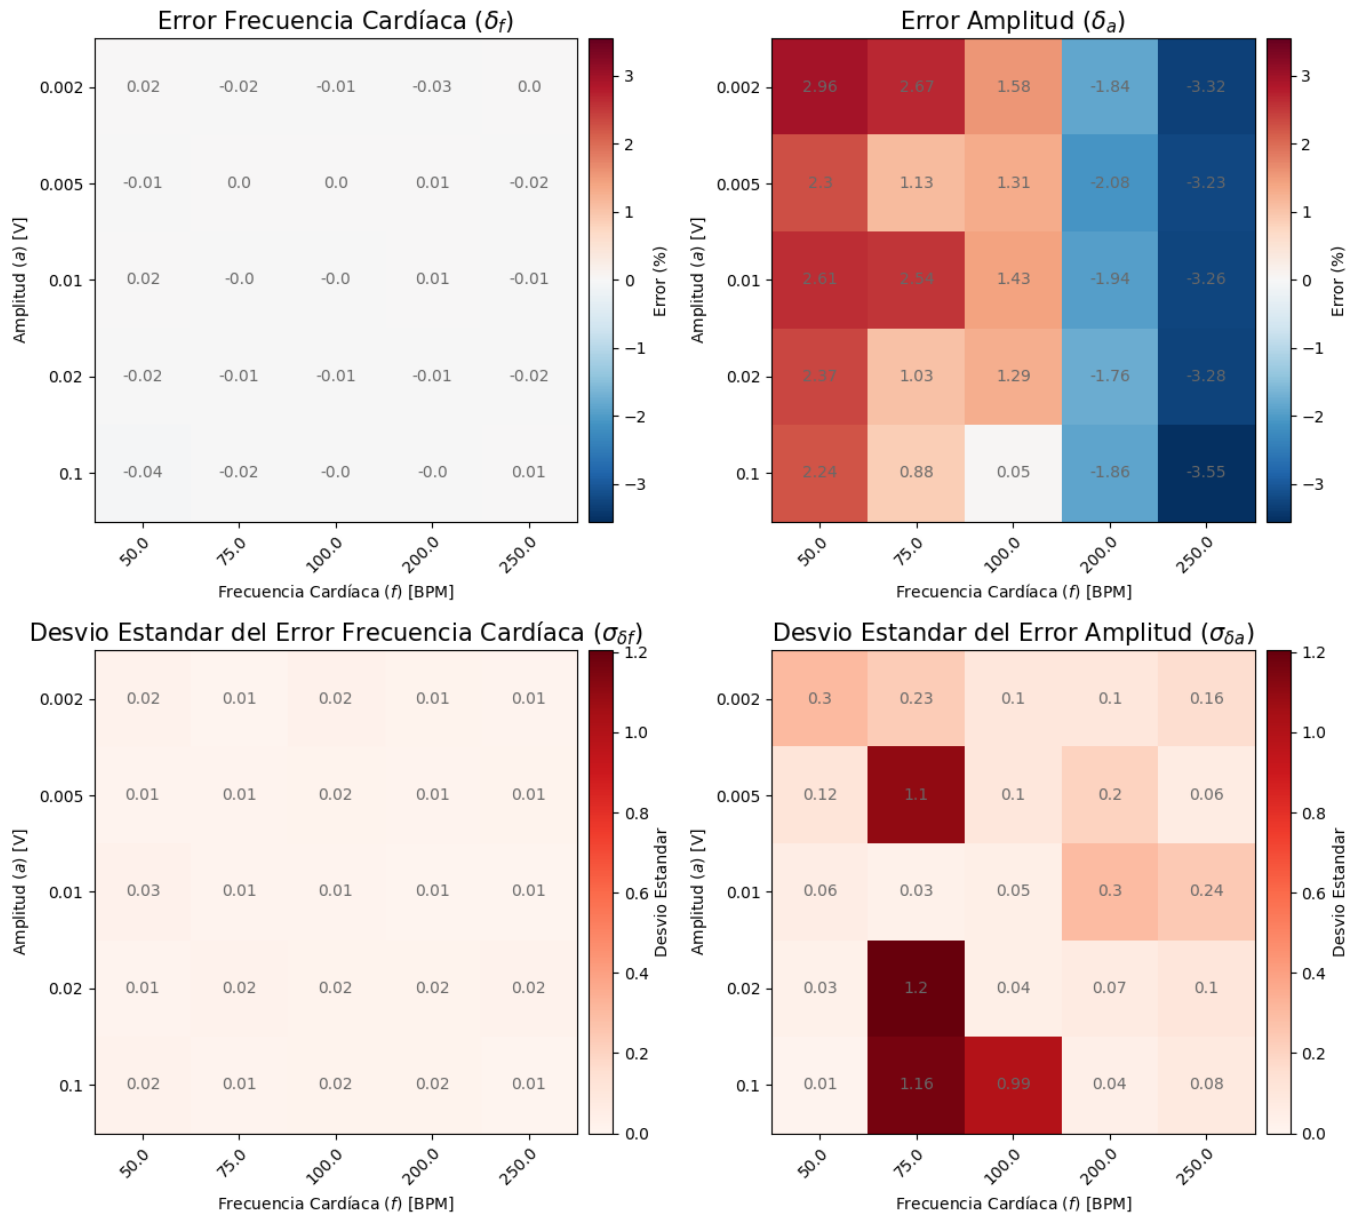 Error Frecuencia Cardíaca (δf)
0.002 0.02 -0.02 -0.01 -0.03 0.0
0.005 -0.01 0.0 0.0 0.01 -0.02
0.01 0.02 -0.0 -0.0 0.01 -0.01
0.02 -0.02 -0.01 -0.01 -0.01 -0.02
0.1 -0.04 -0.02 -0.0 -0.0 0.01
50.0 75.0 100.0 200.0 250.0
Frecuencia Cardíaca (f) [BPM]
Amplitud (a) [V]
3
2
1
0
−1
−2
−3
Error (%)
Error Amplitud (δa)
0.002 2.96 2.67 1.58 -1.84 -3.32
0.005 2.3 1.13 1.31 -2.08 -3.23
0.01 2.61 2.54 1.43 -1.94 -3.26
0.02 2.37 1.03 1.29 -1.76 -3.28
0.1 2.24 0.88 0.05 -1.86 -3.55
50.0 75.0 100.0 200.0 250.0
Frecuencia Cardíaca (f) [BPM]
Amplitud (a) [V]
3
2
1
0
−1
−2
−3
Error (%)
Desvio Estandar del Error Frecuencia Cardíaca (σδf)
0.002 0.02 0.01 0.02 0.01 0.01
0.005 0.01 0.01 0.02 0.01 0.01
0.01 0.03 0.01 0.01 0.01 0.01
0.02 0.01 0.02 0.02 0.02 0.02
0.1 0.02 0.01 0.02 0.02 0.01
50.0 75.0 100.0 200.0 250.0
Frecuencia Cardíaca (f) [BPM]
Amplitud (a) [V]
1.2
1.0
0.8
0.6
0.4
0.2
0.0
Desvio Estandar
Desvio Estandar del Error Amplitud (σδa)
0.002 0.3 0.23 0.1 0.1 0.16
0.005 0.12 1.1 0.1 0.2 0.06
0.01 0.06 0.03 0.05 0.3 0.24
0.02 0.03 1.2 0.04 0.07 0.1
0.1 0.01 1.16 0.99 0.04 0.08
50.0 75.0 100.0 200.0 250.0
Frecuencia Cardíaca (f) [BPM]
Amplitud (a) [V]
1.2
1.0
0.8
0.6
0.4
0.2
0.0
Desvio Estandar